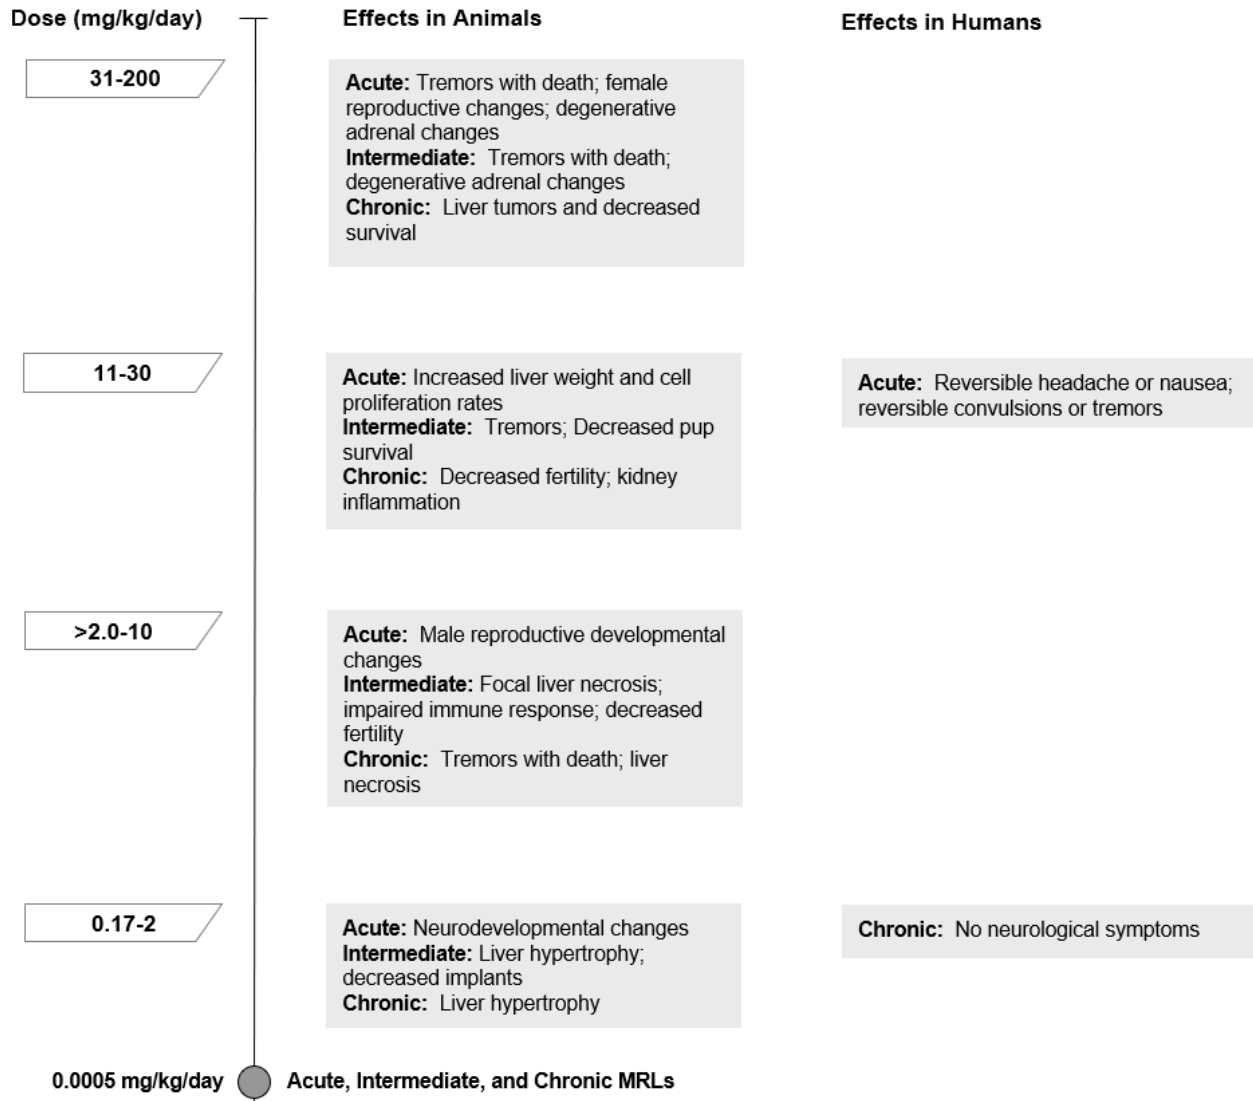 Dose (mg/kg/day)
Effects in Animals
Effects in Humans
31-200
Acute: Tremors with death; female
reproductive changes; degenerative
adrenal changes
Intermediate: Tremors with death;
degenerative adrenal changes
Chronic: Liver tumors and decreased
survival
11-30
Acute: Increased liver weight and cell
proliferation rates
Intermediate: Tremors; Decreased pup
survival
Chronic: Decreased fertility; kidney
inflammation
Acute: Reversible headache or nausea;
reversible convulsions or tremors
>2.0-10
Acute: Male reproductive developmental
changes
Intermediate: Focal liver necrosis;
impaired immune response; decreased
fertility
Chronic: Tremors with death; liver
necrosis
0.17-2
Acute: Neurodevelopmental changes
Intermediate: Liver hypertrophy;
decreased implants
Chronic: Liver hypertrophy
Chronic: No neurological symptoms
0.0005 mg/kg/day
Acute, Intermediate, and Chronic MRLs